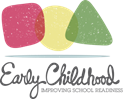 Early Childhood
IMPROVING SCHOOL READINESS